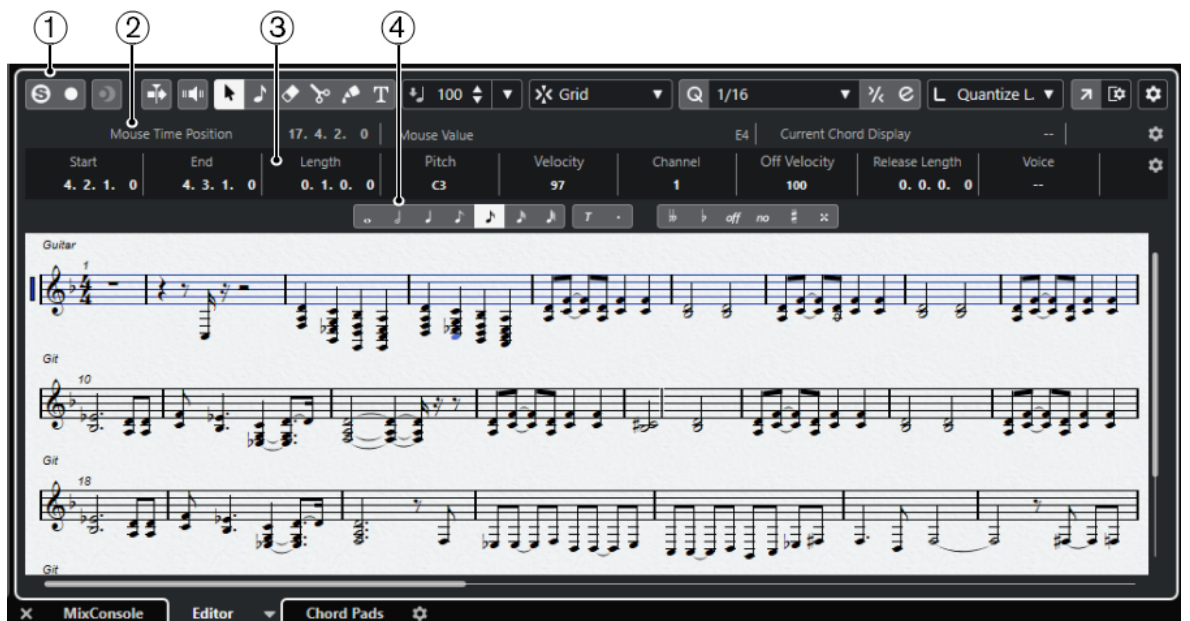 ① ② ③ ④
S 100 Grid Q 1/16 L Quantize L.
Mouse Time Position 17. 4. 2. 0 Mouse Value E4 Current Chord Display --
Start End Length Pitch Velocity Channel Off Velocity Release Length Voice
4. 2. 1. 0 4. 3. 1. 0 0. 1. 0. 0 C3 97 1 100 0. 0. 0. 0 --
T . off no
Guitar
1
4
4
Git
10
Git
18
Git
MixConsole Editor Chord Pads